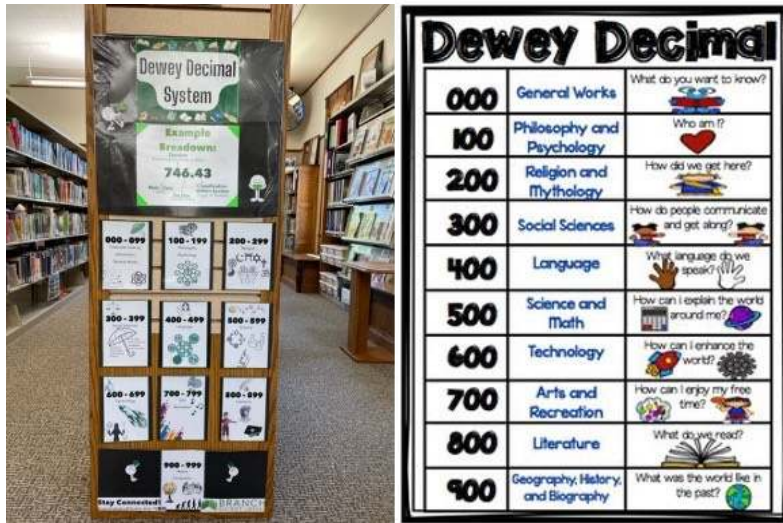 Dewey Decimal
System
Example
Breakdown:
746.43
000 - 099
100 - 199
200 - 299
300 - 399
400 - 499
500 - 599
600 - 699
700 - 799
800 - 899
900 - 999
Stay Connected!
BRANCH
Dewey Decimal
000
General Works
What do you want to know?
100
Philosophy and
Psychology
Who am I?
200
Religion and
Mythology
How did we get here?
300
Social Sciences
How do people communicate
and get along?
400
Language
What language do we
speak?
500
Science and
Math
How can I explain the world
around me?
600
Technology
How can I enhance the
world?
700
Arts and
Recreation
How can I enjoy my free
time?
800
Literature
What do we read?
900
Geography, History,
and Biography
What was the world like in
the past?